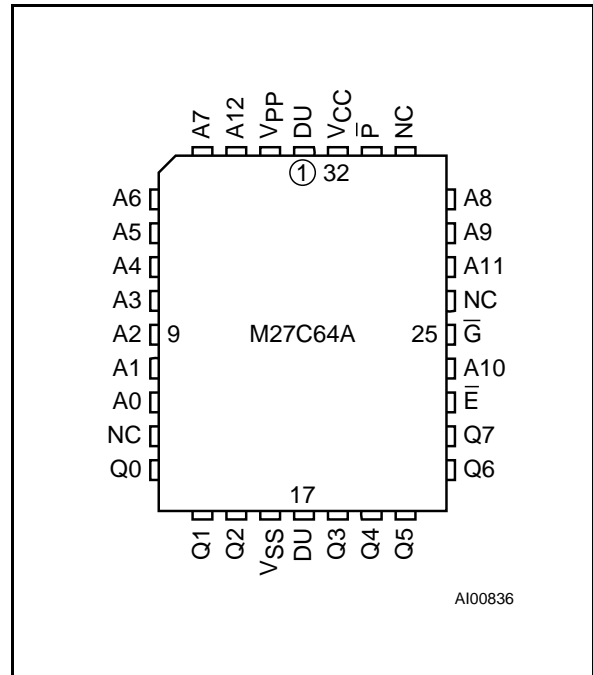 A7 A12 VPP DU VCC P̅ NC
1 32
A6 A8
A5 A9
A4 A11
A3 NC
A2 9 M27C64A 25 G̅
A1 A10
A0 E̅
NC Q7
Q0 Q6
17
Q1 Q2 VSS DU Q3 Q4 Q5
AI00836